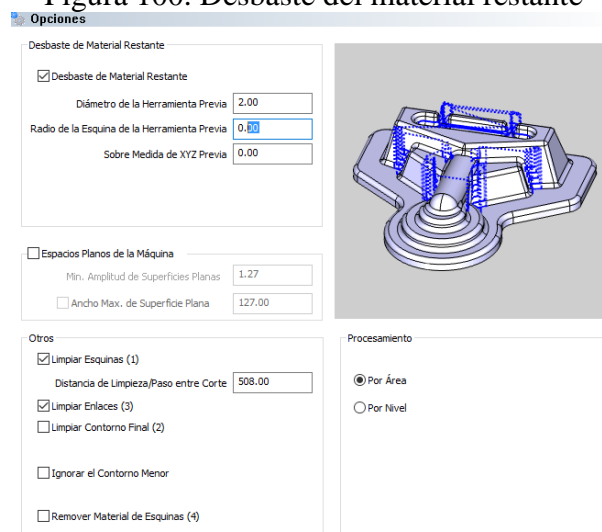 Figura 106. Desbaste del material restante
Opciones
Desbaste de Material Restante
Desbaste de Material Restante
Diámetro de la Herramienta Previa 2.00
Radio de la Esquina de la Herramienta Previa 0.00
Sobre Medida de XYZ Previa 0.00
Espacios Planos de la Máquina
Min. Amplitud de Superficies Planas 1.27
Ancho Max. de Superficie Plana 127.00
Otros
Limpiar Esquinas (1)
Distancia de Limpieza/Paso entre Corte 508.00
Limpiar Enlaces (3)
Limpiar Contorno Final (2)
Ignorar el Contorno Menor
Remover Material de Esquinas (4)
Procesamiento
Por Área
Por Nivel